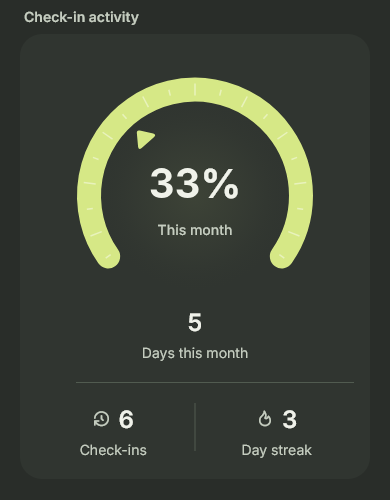 Check-in activity
33%
This month
5
Days this month
6
Check-ins
3
Day streak